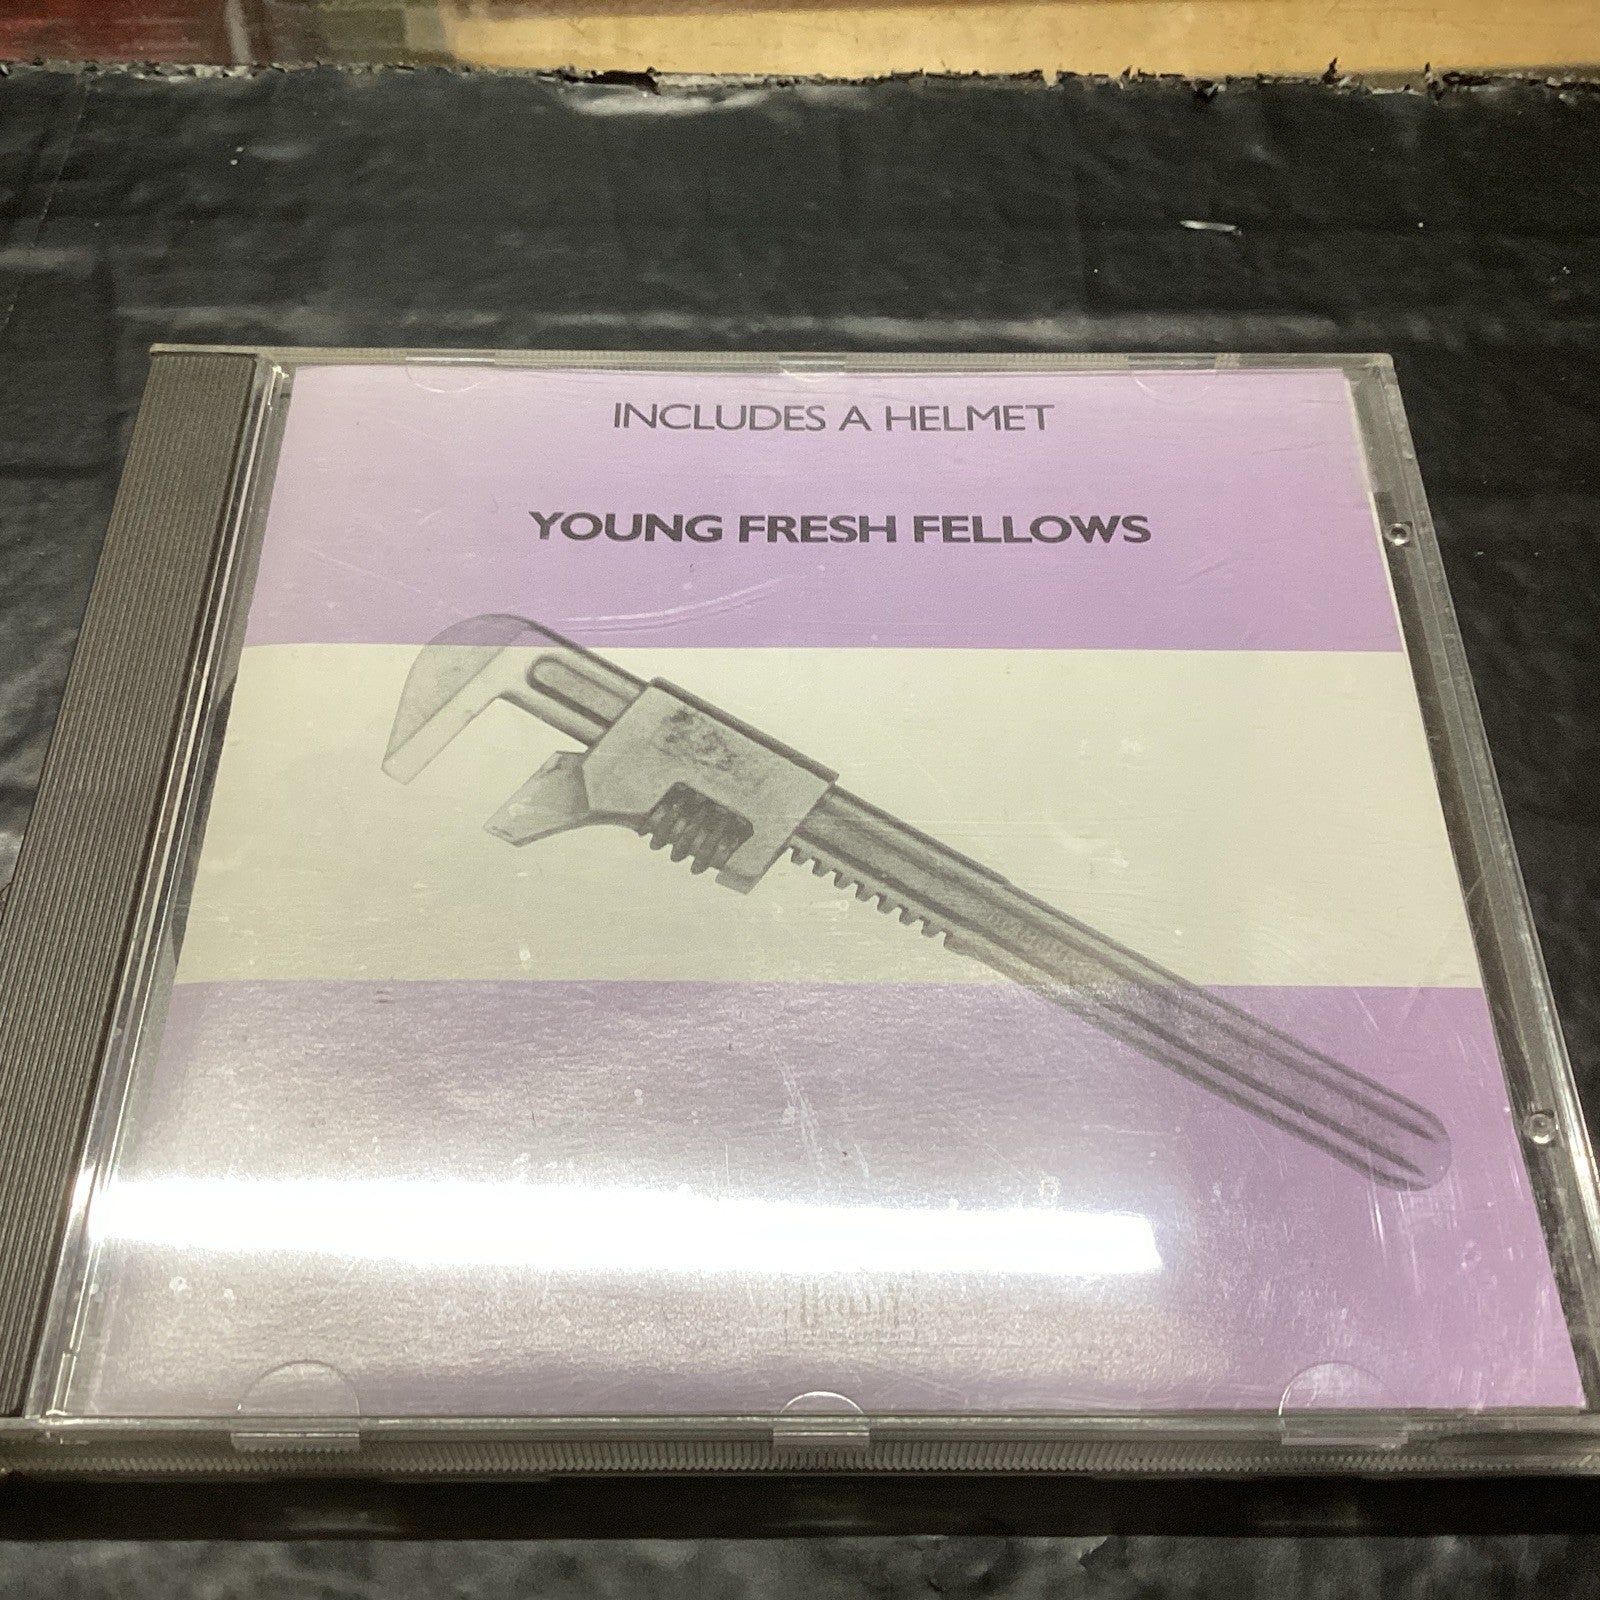 INCLUDES A HELMET
YOUNG FRESH FELLOWS